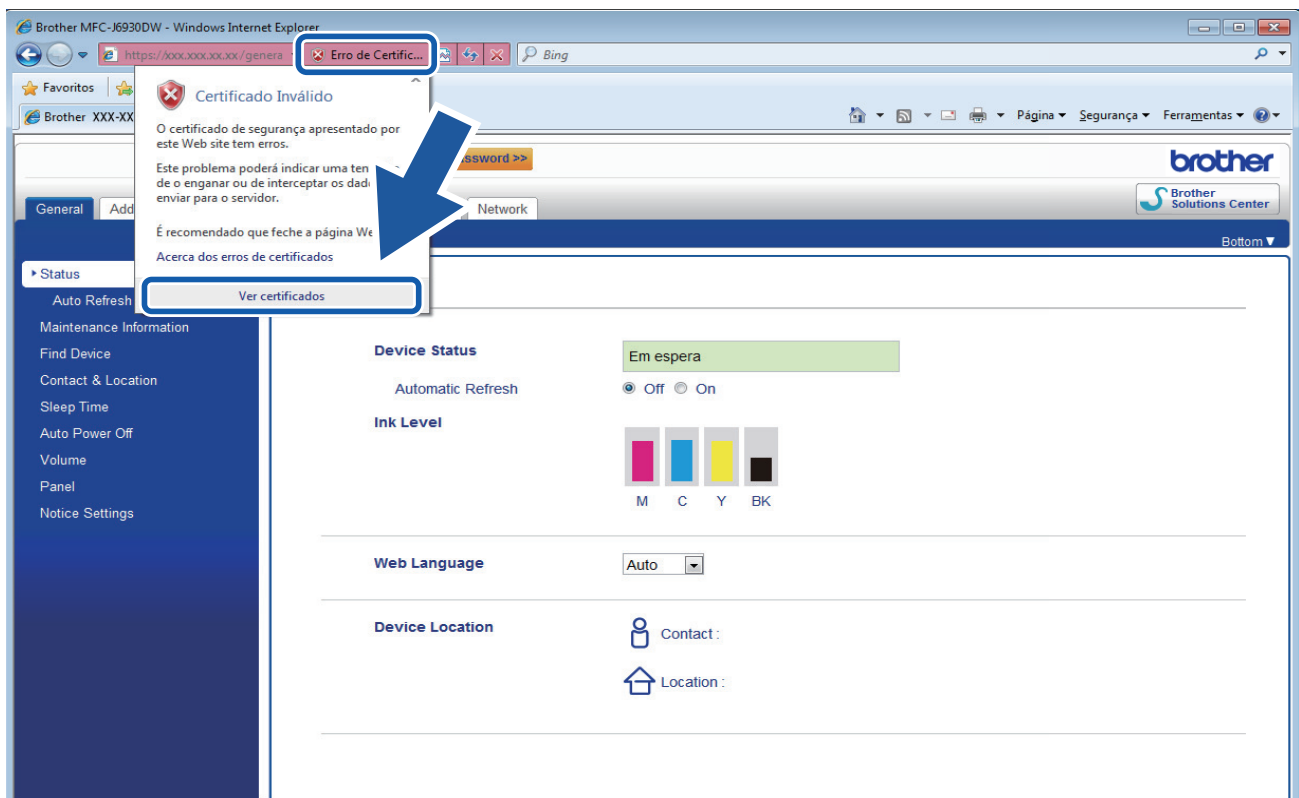 Brother MFC-J6930DW - Windows Internet Explorer
https://xxx.xxx.xx.xx/genera
Erro de Certific...
Bing
Favoritos
Brother XXX-XX
Página
Segurança
Ferramentas
Certificado Inválido
O certificado de segurança apresentado por
este Web site tem erros.
Este problema poderá indicar uma
de o enganar ou de interceptar os
enviar para o servidor.
É recomendado que feche a página
Acerca dos erros de certificados
Ver certificados
>>
brother
Brother
Solutions Center
General
Network
Bottom▼
Status
Auto Refresh
Maintenance Information
Find Device
Contact & Location
Sleep Time
Auto Power Off
Volume
Panel
Notice Settings
Device Status
Em espera
Automatic Refresh
Off
On
Ink Level
M C Y BK
Web Language
Auto
Device Location
Contact :
Location :